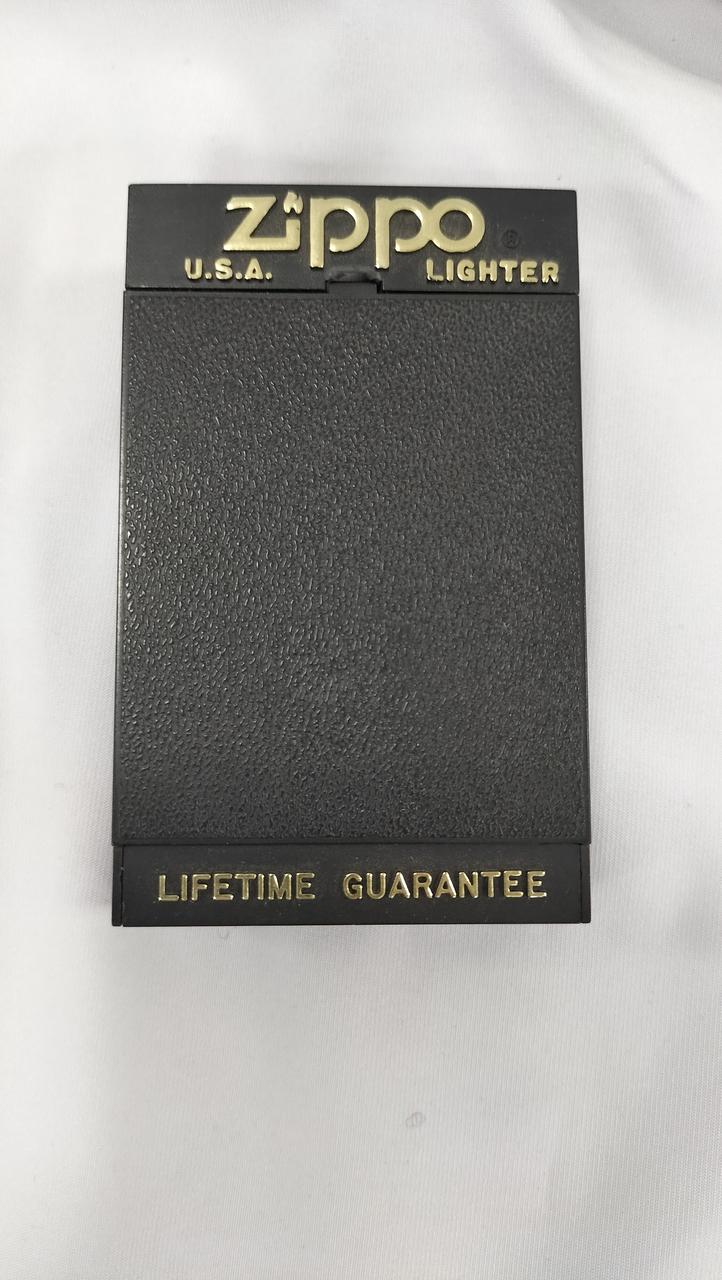 Zippo ®
U.S.A. LIGHTER
LIFETIME GUARANTEE